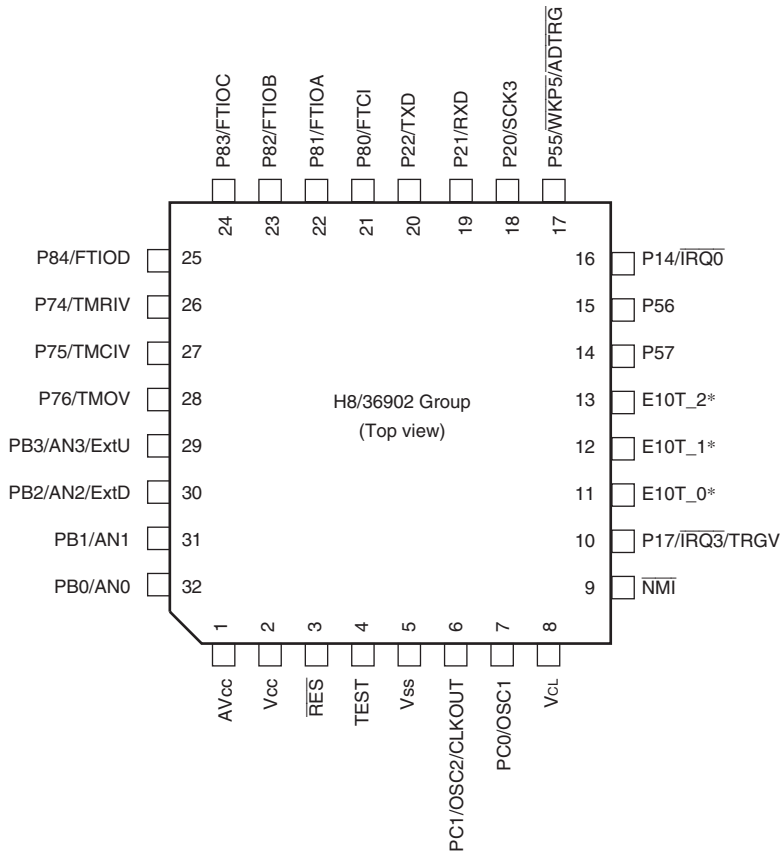 P83/FTIOC
P82/FTIOB
P81/FTIOA
P80/FTCI
P22/TXD
P21/RXD
P20/SCK3
P55/WKP5/ADTRG
24
23
22
21
20
19
18
17
P84/FTIOD
25
16
P14/IRQ0
P74/TMRIV
26
15
P56
P75/TMCIV
27
14
P57
P76/TMOV
28
13
E10T_2*
PB3/AN3/ExtU
29
12
E10T_1*
PB2/AN2/ExtD
30
11
E10T_0*
PB1/AN1
31
10
P17/IRQ3/TRGV
PB0/AN0
32
9
NMI
H8/36902 Group
(Top view)
1
2
3
4
5
6
7
8
AVcc
Vcc
RES
TEST
Vss
PC1/OSC2/CLKOUT
PC0/OSC1
VCL